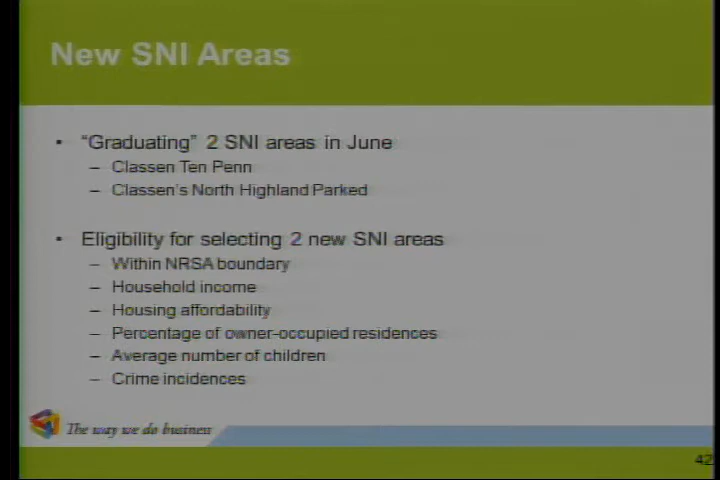 New SNI Areas
• "Graduating" 2 SNI areas in June
– Classen Ten Penn
– Classen's North Highland Parked
• Eligibility for selecting 2 new SNI areas
– Within NRSA boundary
– Household income
– Housing affordability
– Percentage of owner-occupied residences
– Average number of children
– Crime incidences
The way we do business
42